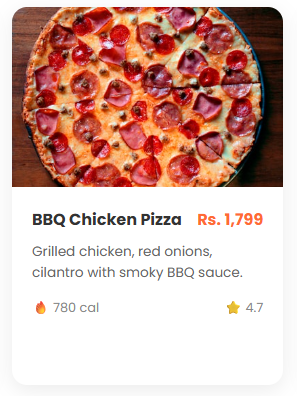 BBQ Chicken Pizza Rs. 1,799
Grilled chicken, red onions,
cilantro with smoky BBQ sauce.
780 cal 4.7